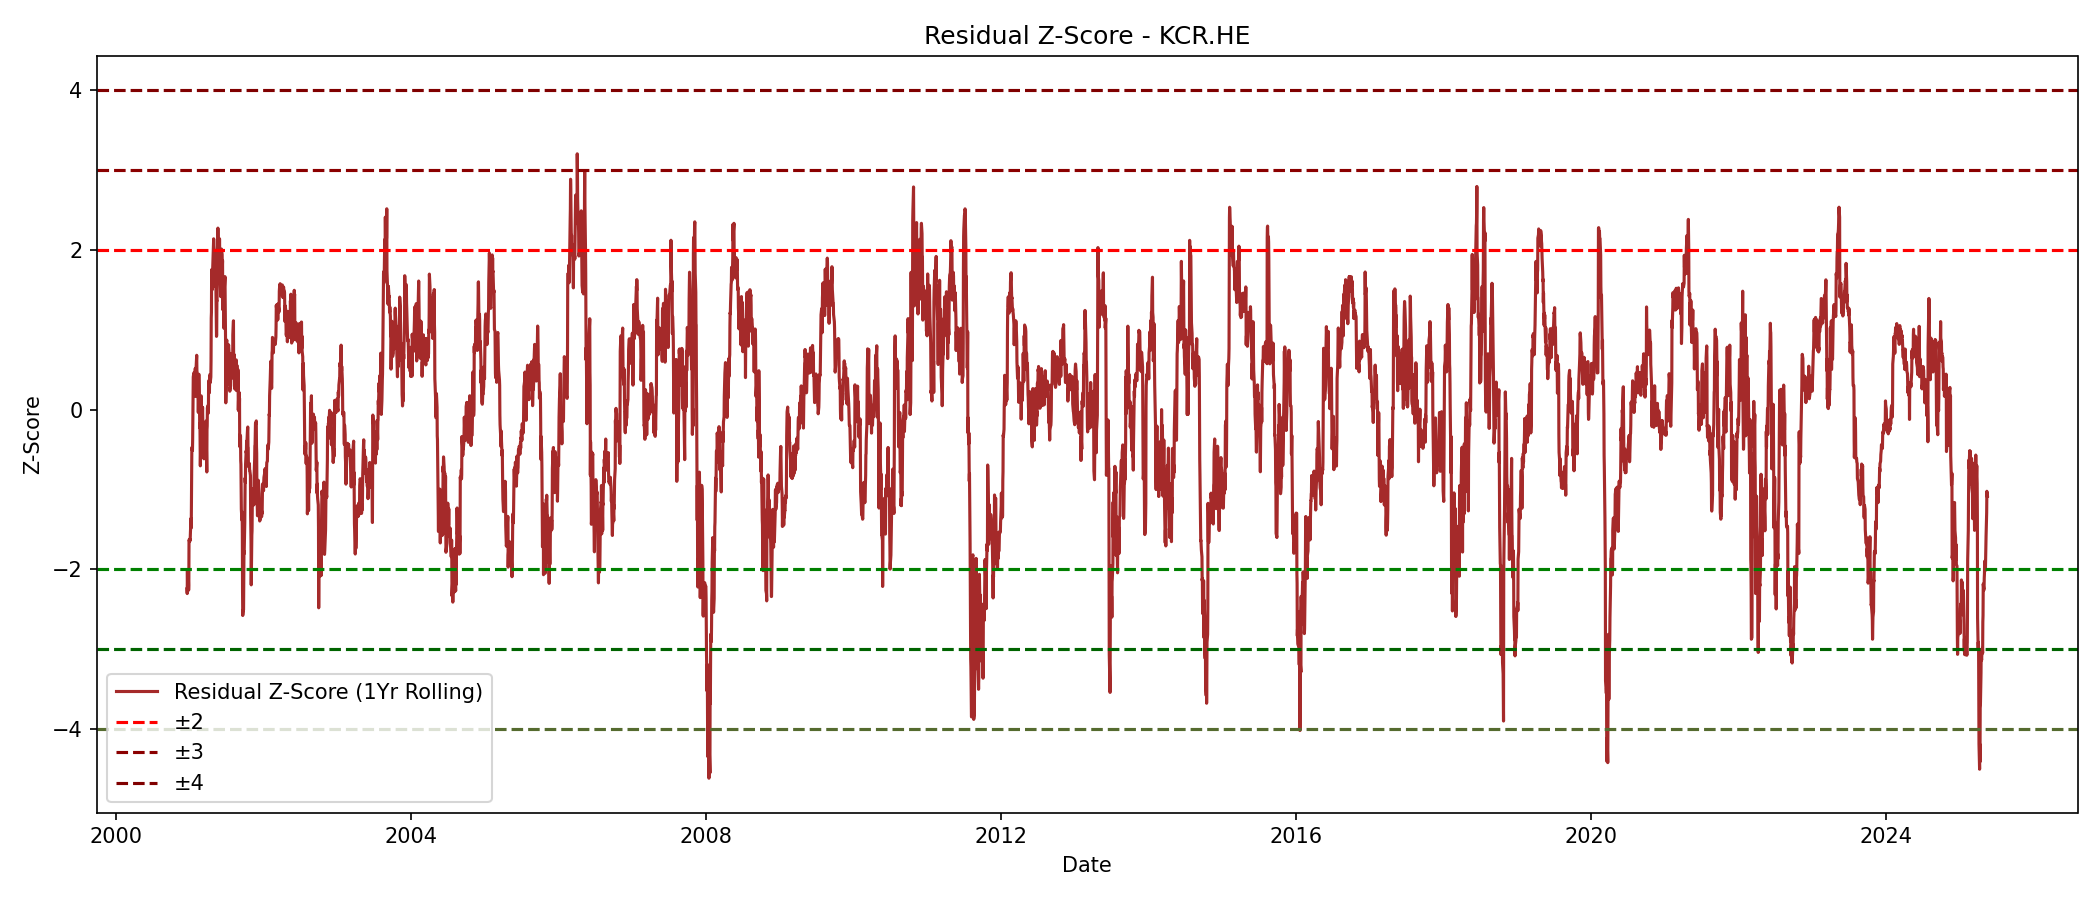 Residual Z-Score - KCR.HE
Z-Score
4
2
0
−2
−3
−4
Residual Z-Score (1Yr Rolling)
±2
±3
±4
2000 2004 2008 2012 2016 2020 2024
Date